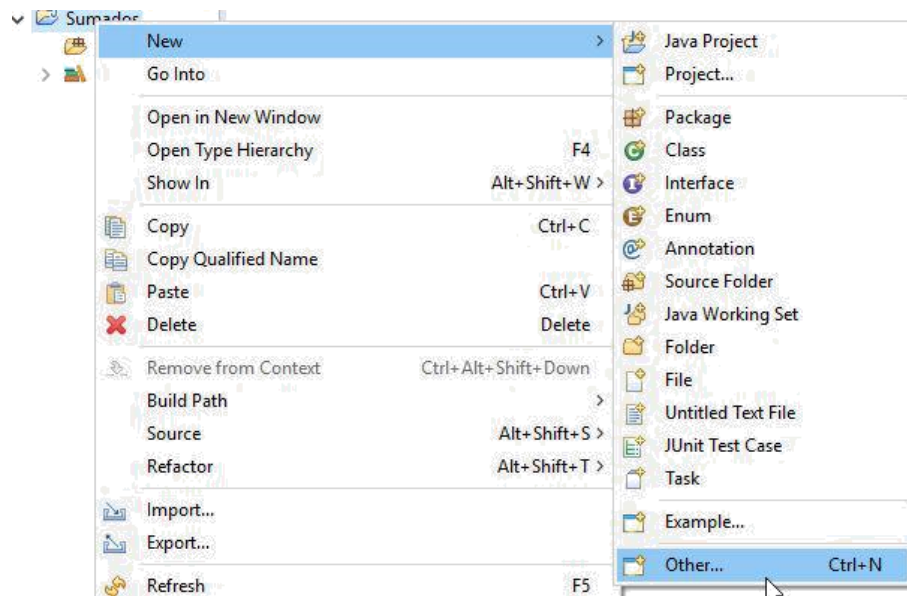 Sumados
New
Go Into
Open in New Window
Open Type Hierarchy F4
Show In Alt+Shift+W >
Copy Ctrl+C
Copy Qualified Name
Paste Ctrl+V
Delete Delete
Remove from Context Ctrl+Alt+Shift+Down
Build Path
Source Alt+Shift+S >
Refactor Alt+Shift+T >
Import...
Export...
Refresh F5
Java Project
Project...
Package
Class
Interface
Enum
Annotation
Source Folder
Java Working Set
Folder
File
Untitled Text File
JUnit Test Case
Task
Example...
Other... Ctrl+N